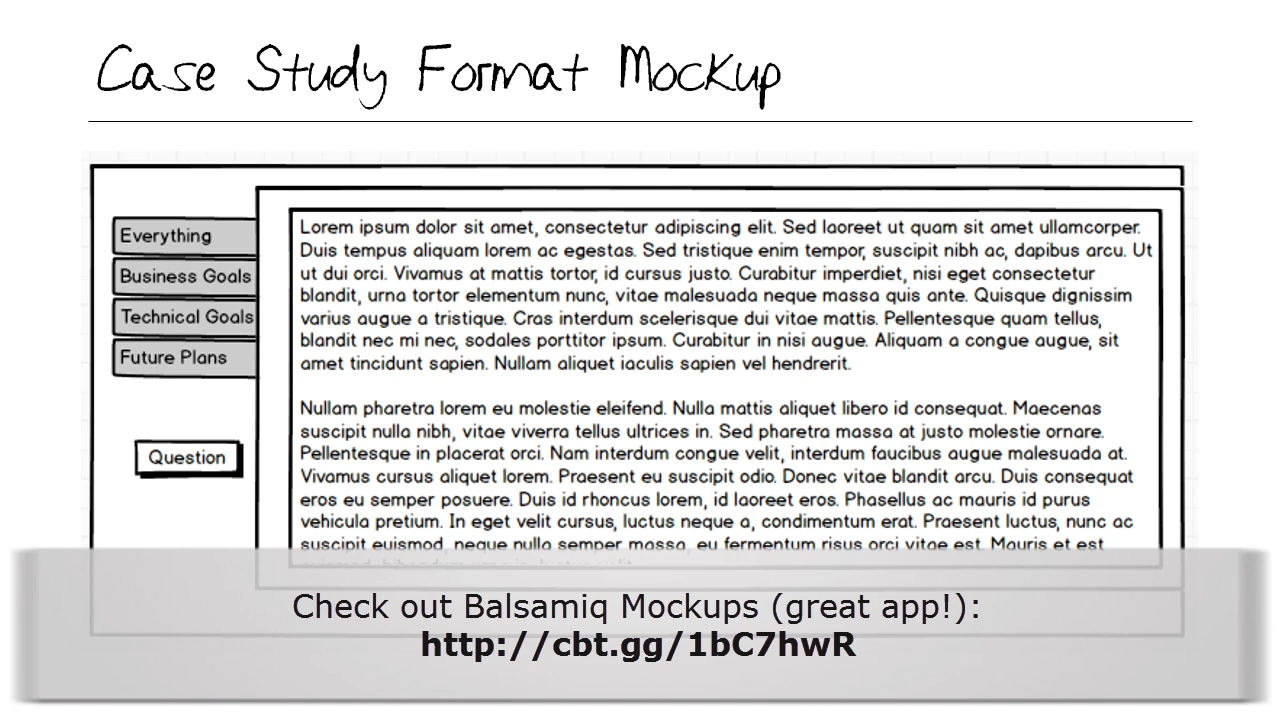 Case Study Format Mockup
Everything
Business Goals
Technical Goals
Future Plans
Question
Lorem ipsum dolor sit amet, consectetur adipiscing elit. Sed laoreet ut quam sit amet ullamcorper.
Duis tempus aliquam lorem ac egestas. Sed tristique enim tempor, suscipit nibh ac, dapibus arcu. Ut
ut dui orci. Vivamus at mattis tortor, id cursus justo. Curabitur imperdiet, nisi eget consectetur
blandit, urna tortor elementum nunc, vitae malesuada neque massa quis ante. Quisque dignissim
varius augue a tristique. Cras interdum scelerisque dui vitae mattis. Pellentesque quam tellus,
blandit nec mi nec, sodales porttitor ipsum. Curabitur in nisi augue. Aliquam a congue augue, sit
amet tincidunt sapien. Nullam aliquet iaculis sapien vel hendrerit.
Nullam pharetra lorem eu molestie eleifend. Nulla mattis aliquet libero id consequat. Maecenas
suscipit nulla nibh, vitae viverra tellus ultrices in. Sed pharetra massa at justo molestie ornare.
Pellentesque in placerat orci. Nam interdum congue velit, interdum faucibus augue malesuada at.
Vivamus cursus aliquet lorem. Praesent eu suscipit odio. Donec vitae blandit arcu. Duis consequat
eros eu semper posuere. Duis id rhoncus lorem, id laoreet eros. Phasellus ac mauris id purus
vehicula pretium. In eget velit cursus, luctus neque a, condimentum erat. Praesent luctus, nunc ac
suscipit euismod, neque nulla semper massa, eu fermentum risus orci vitae est. Mauris et est
Check out Balsamiq Mockups (great app!):
http://cbt.gg/1bC7hwR